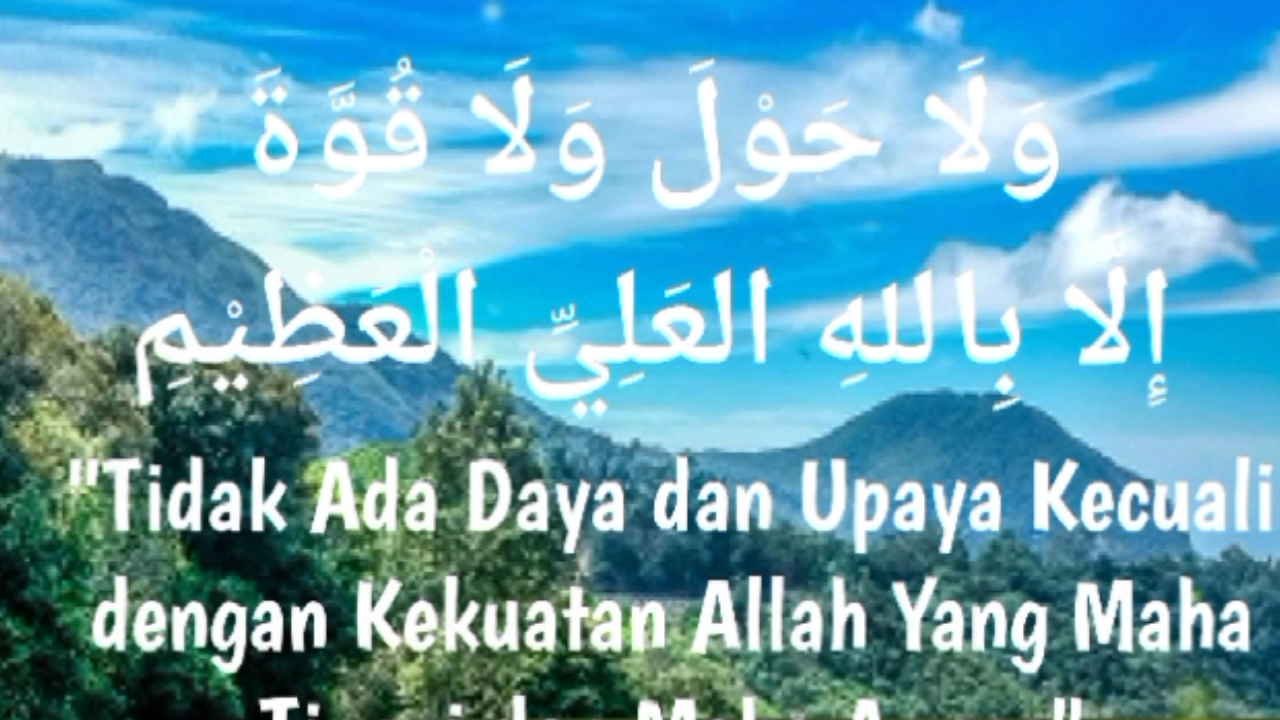 وَلَا حَوْلَ وَلَا قُوَّةَ
إِلَّا بِاللهِ العَلِيِّ الْعَظِيْمِ
"Tidak Ada Daya dan Upaya Kecuali
dengan Kekuatan Allah Yang Maha